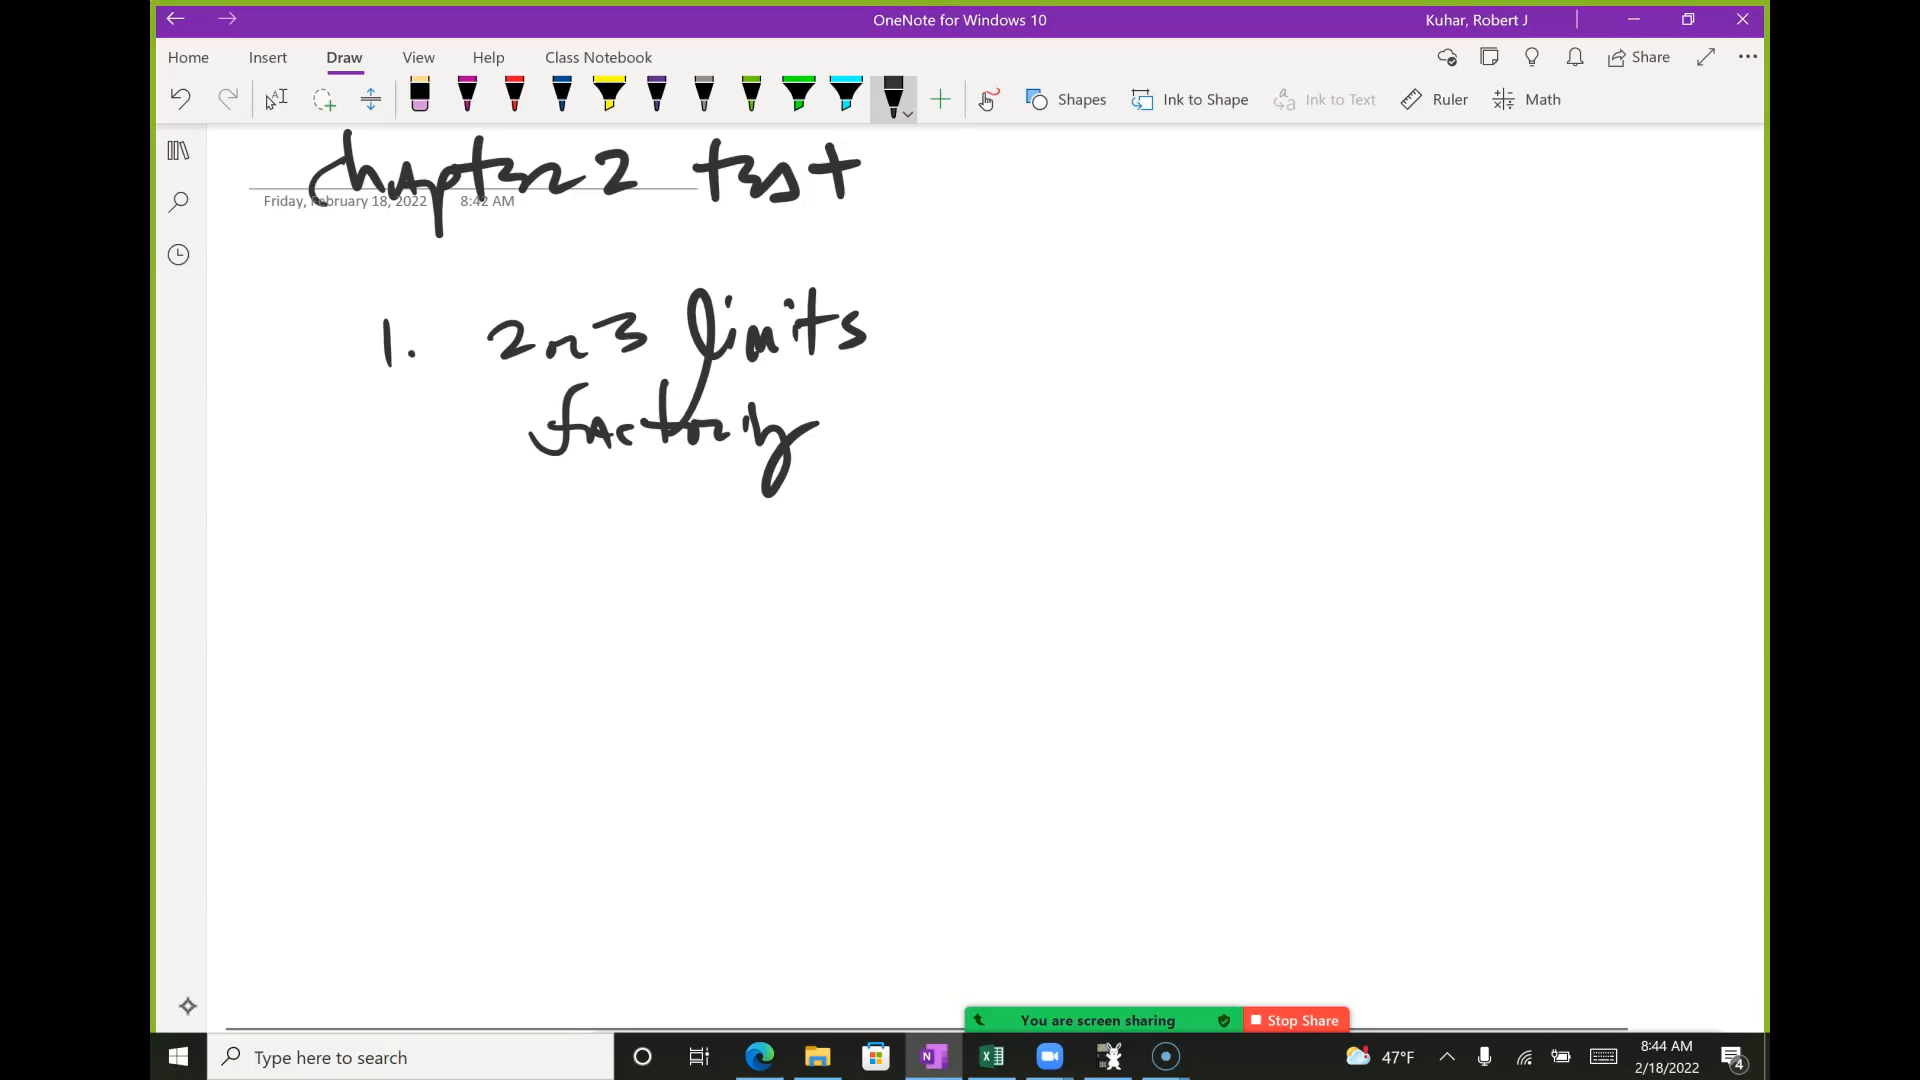 OneNote for Windows 10 Kuhar, Robert J
Home Insert Draw View Help Class Notebook Share
Shapes Ink to Shape Ink to Text Ruler Math
Chapter 2 test
Friday, February 18, 2022 8:42 AM
1. 2 or 3 limits
factoring
You are screen sharing Stop Share
Type here to search 47°F 8:44 AM
2/18/2022 4